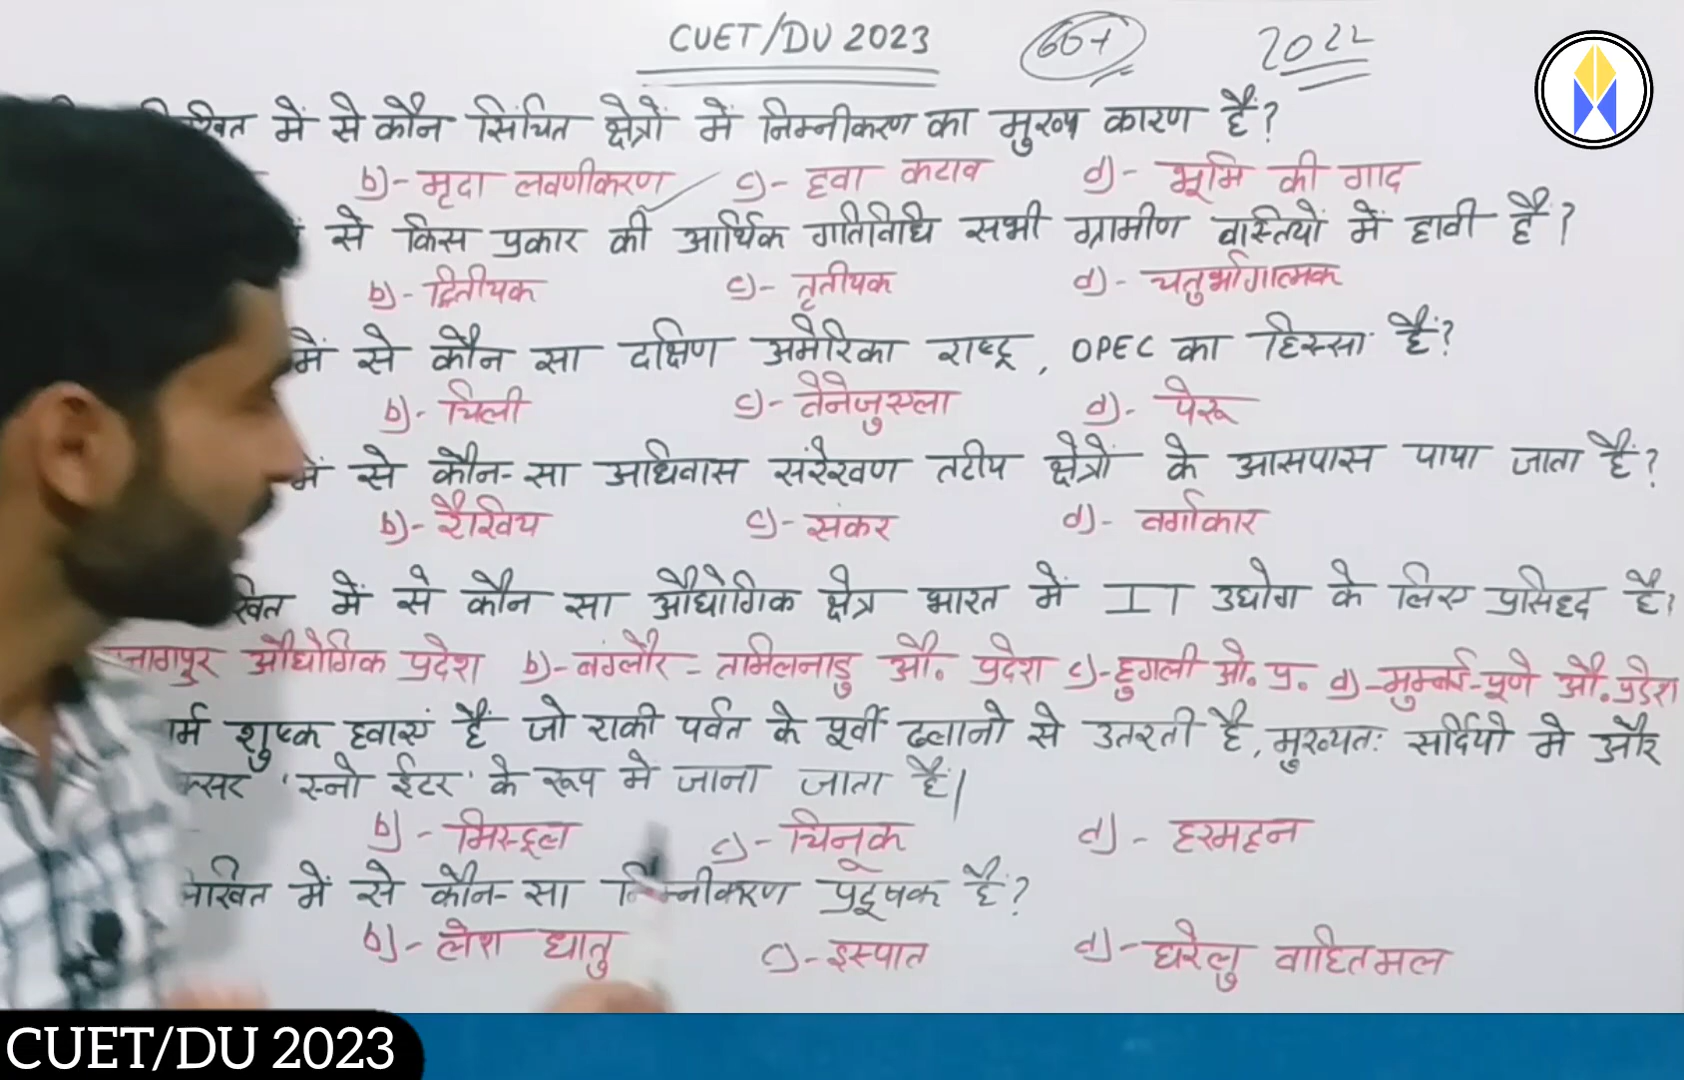 CUET/DU 2023 66+ 2022
में से कौन सिंचित क्षेत्रों में निम्नीकरण का मुख्य कारण है?
b)- मृदा लवणीकरण c)- हवा कटाव d)- भूमि की गाद
से किस प्रकार की आर्थिक गतिविधि सभी ग्रामीण बस्तियों में हावी है?
b)- द्वितीयक c)- तृतीयक d)- चतुर्भागात्मक
में से कौन सा दक्षिण अमेरिका राष्ट्र, OPEC का हिस्सा है?
b)- चिली c)- वेनेजुएला d)- पेरू
में से कौन-सा अधिवास संरेखण तटीय क्षेत्रों के आसपास पाया जाता है?
b)- रैखिय c)- संकर d)- वर्गाकार
में से कौन सा औद्योगिक क्षेत्र भारत में IT उद्योग के लिए प्रसिद्द है?
नागपुर औद्योगिक प्रदेश b)- बंगलौर - तमिलनाडु औ. प्रदेश c)- हुगली औ. प्र. d)- मुम्बई-पूणे औ. प्रदेश
शुष्क हवाएं हैं जो राकी पर्वत के पूर्वी ढलानो से उतरती है, मुख्यतः सर्दियो मे और
'स्नो ईटर' के रूप मे जाना जाता है|
b)- मिस्ट्रल c)- चिनूक d)- हरमट्टन
में से कौन-सा निम्नीकरण प्रदूषक है?
b)- लेश धातु c)- इस्पात d)- घरेलु वाहितमल
CUET/DU 2023